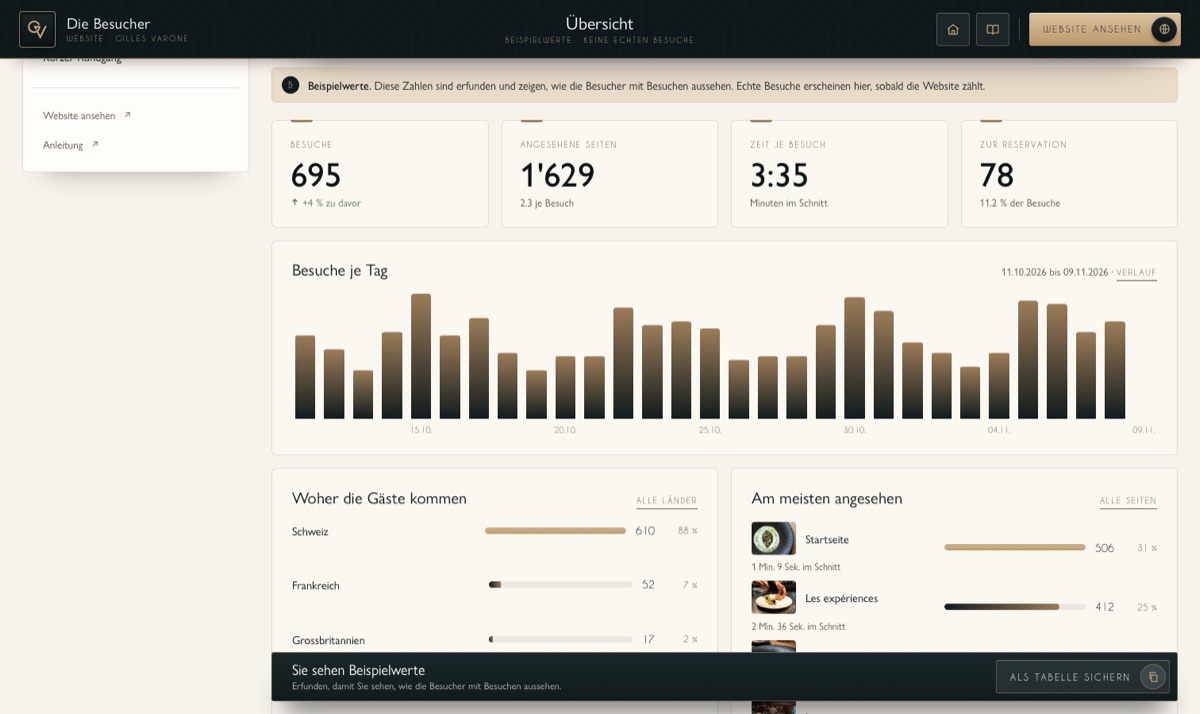 GV
Die Besucher
WEBSITE · GILLES VARONE
Übersicht
BEISPIELWERTE · KEINE ECHTEN BESUCHE
WEBSITE ANSEHEN
Kurzer Rundgang
Website ansehen ↗
Anleitung ↗
B
Beispielwerte. Diese Zahlen sind erfunden und zeigen, wie die Besucher mit Besuchen aussehen. Echte Besuche erscheinen hier, sobald die Website zählt.
BESUCHE
695
↑ +4 % zu davor
ANGESEHENE SEITEN
1'629
2.3 je Besuch
ZEIT JE BESUCH
3:35
Minuten im Schnitt
ZUR RESERVATION
78
11.2 % der Besuche
Besuche je Tag
11.10.2026 bis 09.11.2026 · VERLAUF
15.10. 20.10. 25.10. 30.10. 04.11. 09.11.
Woher die Gäste kommen
ALLE LÄNDER
Schweiz 610 88 %
Frankreich 52 7 %
Grossbritannien 17 2 %
Am meisten angesehen
ALLE SEITEN
Startseite 506 31 %
1 Min. 9 Sek. im Schnitt
Les expériences 412 25 %
2 Min. 36 Sek. im Schnitt
Sie sehen Beispielwerte
Erfunden, damit Sie sehen, wie die Besucher mit Besuchen aussehen.
ALS TABELLE SICHERN